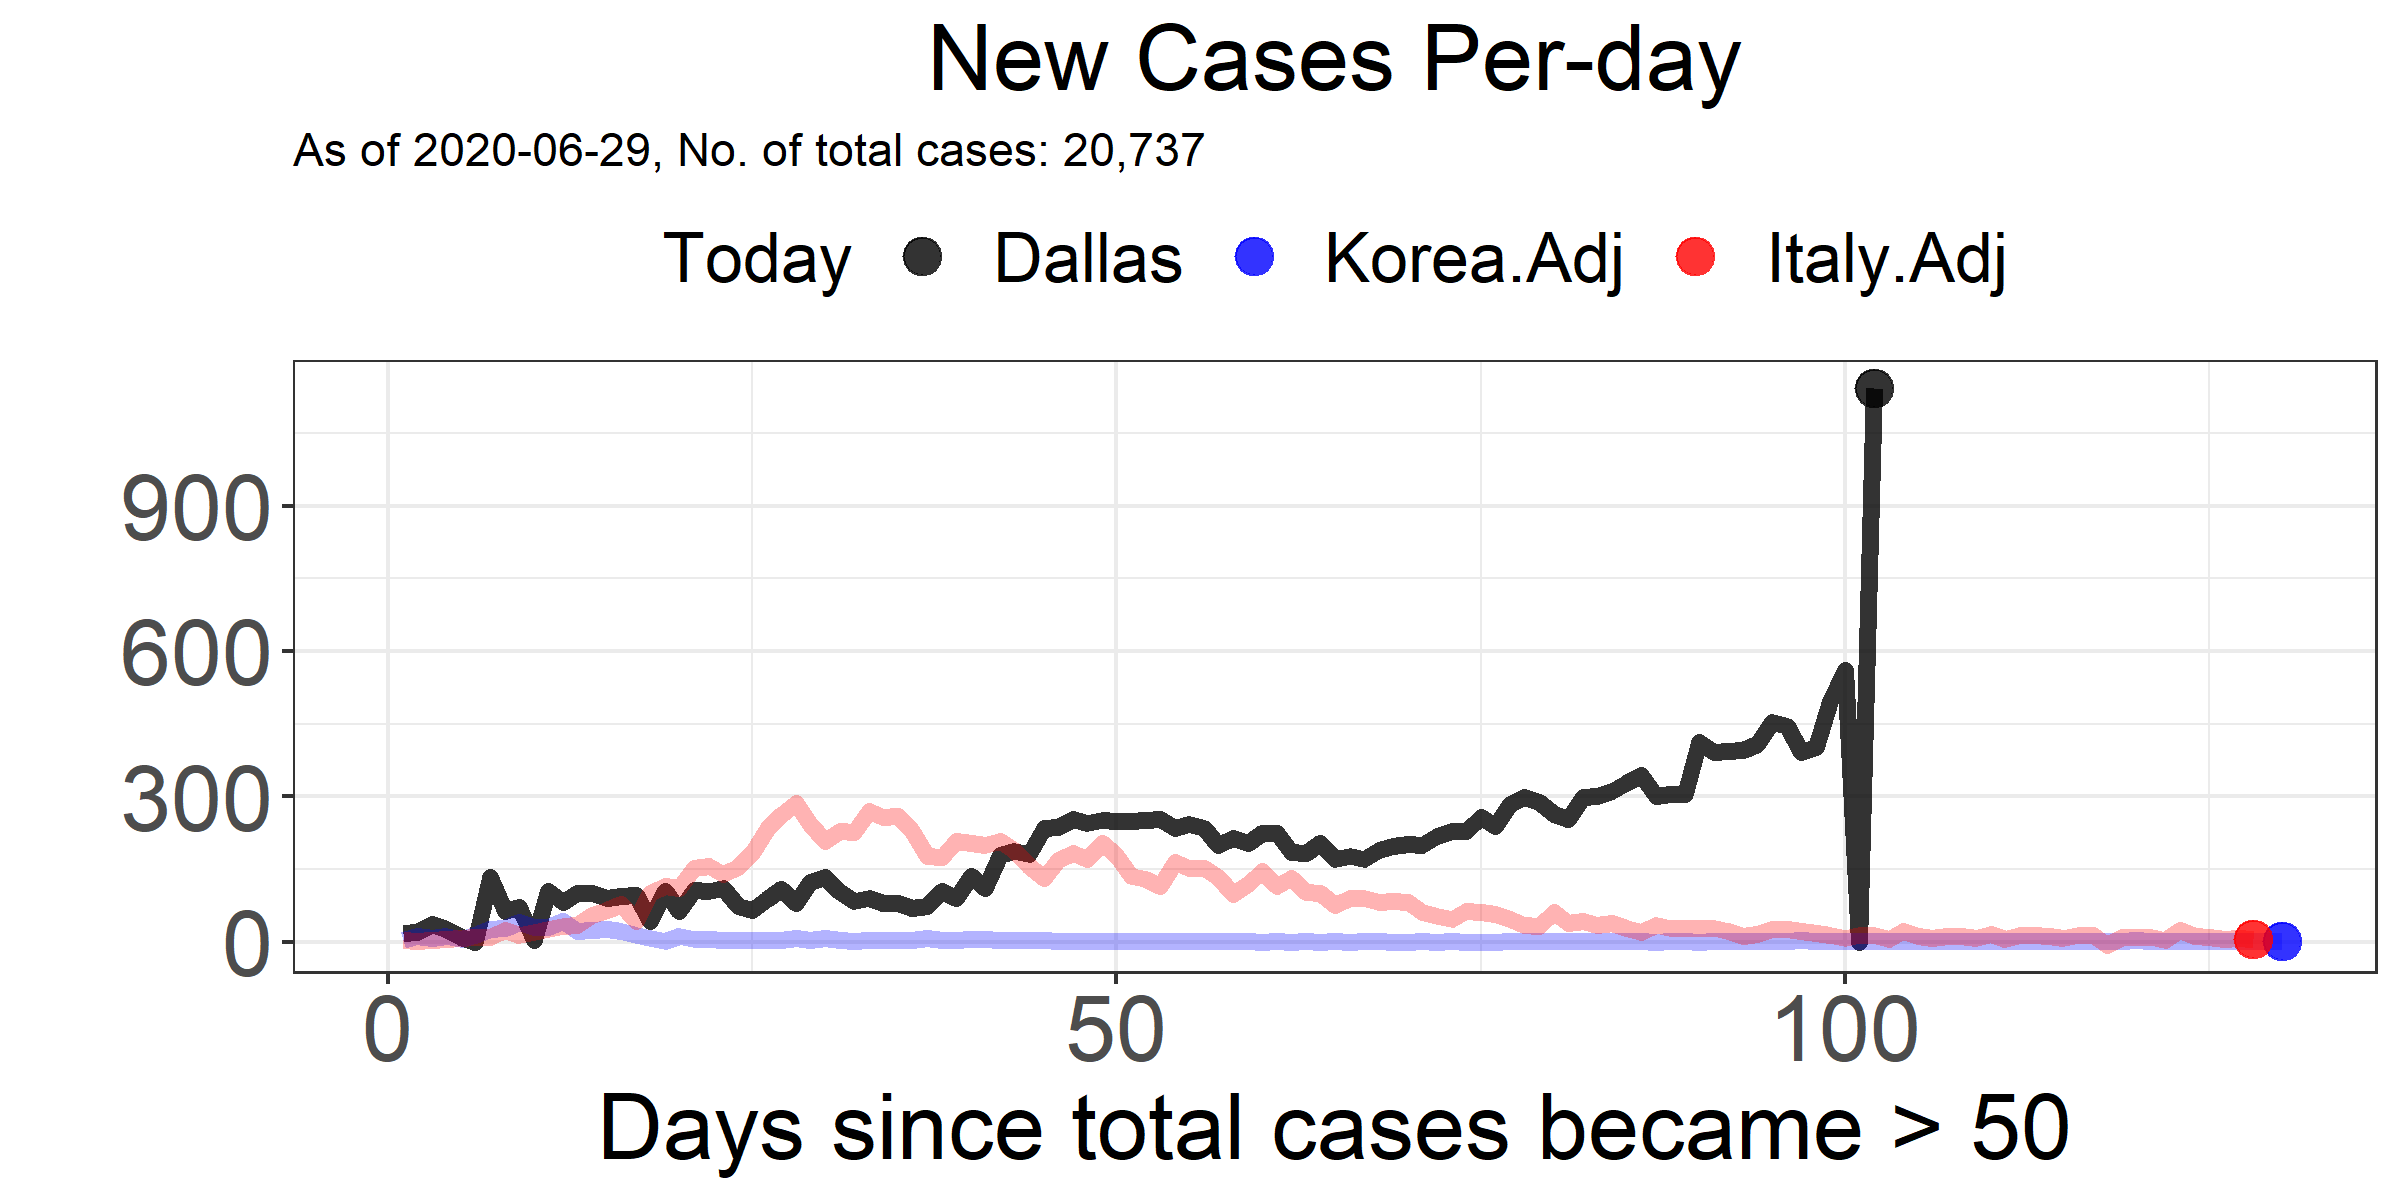 New Cases Per-day
As of 2020-06-29, No. of total cases: 20,737
Today Dallas Korea.Adj Italy.Adj
900
600
300
0
0 50 100
Days since total cases became > 50